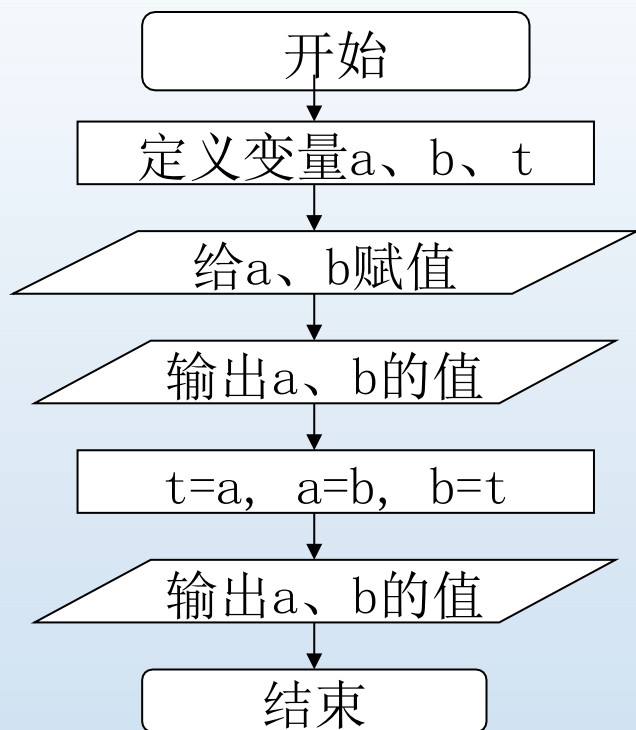 开始
定义变量a、b、t
给a、b赋值
输出a、b的值
t=a, a=b, b=t
输出a、b的值
结束